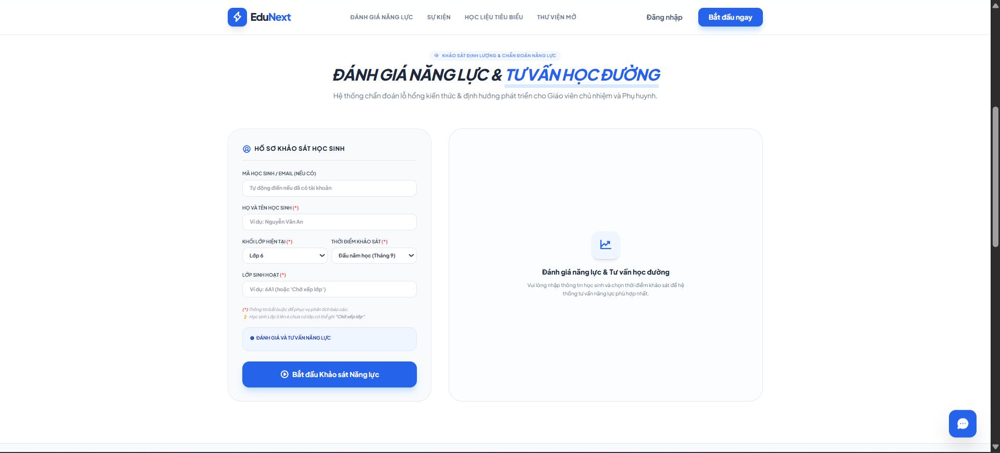 EduNext
ĐÁNH GIÁ NĂNG LỰC
SỰ KIỆN
HỌC LIỆU TIÊU BIỂU
THƯ VIỆN MỞ
Đăng nhập
Bắt đầu ngay
KHẢO SÁT ĐỊNH LƯỢNG & CHẨN ĐOÁN NĂNG LỰC
ĐÁNH GIÁ NĂNG LỰC & TƯ VẤN HỌC ĐƯỜNG
Hệ thống chẩn đoán lỗ hổng kiến thức & định hướng phát triển cho Giáo viên chủ nhiệm và Phụ huynh.
HỒ SƠ KHẢO SÁT HỌC SINH
MÃ HỌC SINH / EMAIL (NẾU CÓ)
Tự động điền nếu đã có tài khoản
HỌ VÀ TÊN HỌC SINH (*)
Ví dụ: Nguyễn Văn An
KHỐI LỚP HIỆN TẠI (*)
THỜI ĐIỂM KHẢO SÁT (*)
Lớp 6
Đầu năm học (Tháng 9)
LỚP SINH HOẠT (*)
Ví dụ: 6A1 (hoặc 'Chờ xếp lớp')
(*) Thông tin bắt buộc để phục vụ phân tích báo cáo.
Học sinh Lớp 5 lên 6 chưa có lớp có thể ghi "Chờ xếp lớp".
ĐÁNH GIÁ VÀ TƯ VẤN NĂNG LỰC
Bắt đầu Khảo sát Năng lực
Đánh giá năng lực & Tư vấn học đường
Vui lòng nhập thông tin học sinh và chọn thời điểm khảo sát để hệ
thống tư vấn năng lực phù hợp nhất.